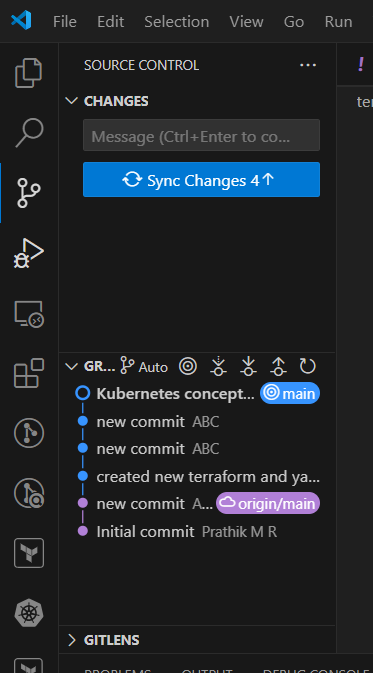 File Edit Selection View Go Run
SOURCE CONTROL ...
CHANGES
Message (Ctrl+Enter to co...
Sync Changes 4↑
GR... Auto
Kubernetes concept... main
new commit ABC
new commit ABC
created new terraform and ya...
new commit A... origin/main
Initial commit Prathik M R
GITLENS
PROBLEMS OUTPUT DEBUG CONSOLE